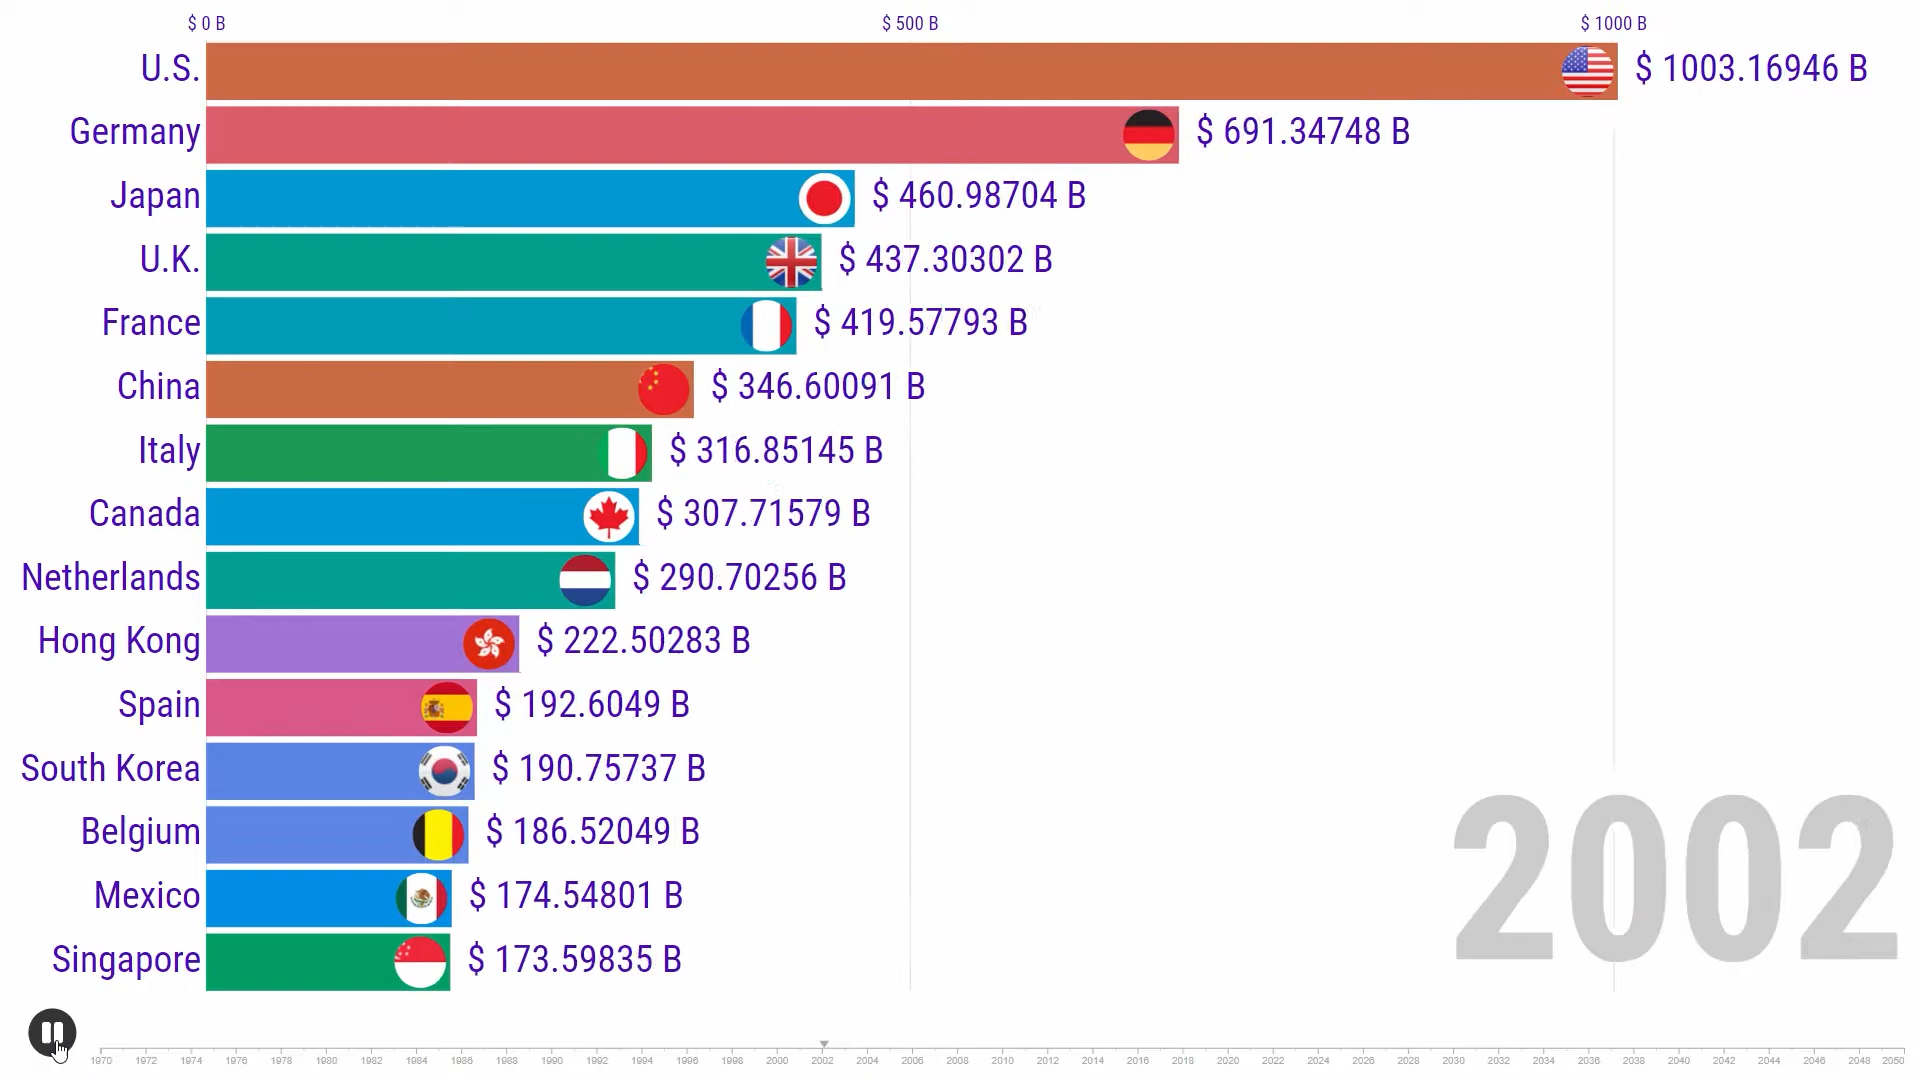 $ 0 B $ 500 B $ 1000 B
U.S. $ 1003.16946 B
Germany $ 691.34748 B
Japan $ 460.98704 B
U.K. $ 437.30302 B
France $ 419.57793 B
China $ 346.60091 B
Italy $ 316.85145 B
Canada $ 307.71579 B
Netherlands $ 290.70256 B
Hong Kong $ 222.50283 B
Spain $ 192.6049 B
South Korea $ 190.75737 B
Belgium $ 186.52049 B
Mexico $ 174.54801 B
Singapore $ 173.59835 B
2002
1970 1972 1974 1976 1978 1980 1982 1984 1986 1988 1990 1992 1994 1996 1998 2000 2002 2004 2006 2008 2010 2012 2014 2016 2018 2020 2022 2024 2026 2028 2030 2032 2034 2036 2038 2040 2042 2044 2046 2048 2050